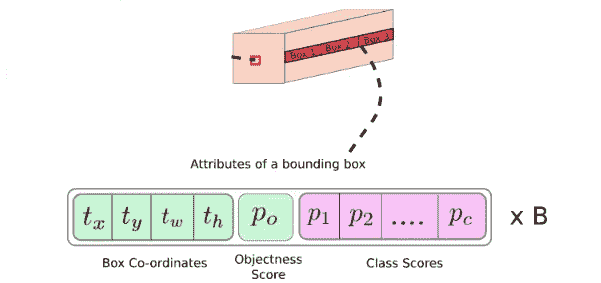 Box 1 Box 2 Box 3
Attributes of a bounding box
t_x t_y t_w t_h p_o p_1 p_2 .... p_c x B
Box Co-ordinates Objectness Score Class Scores